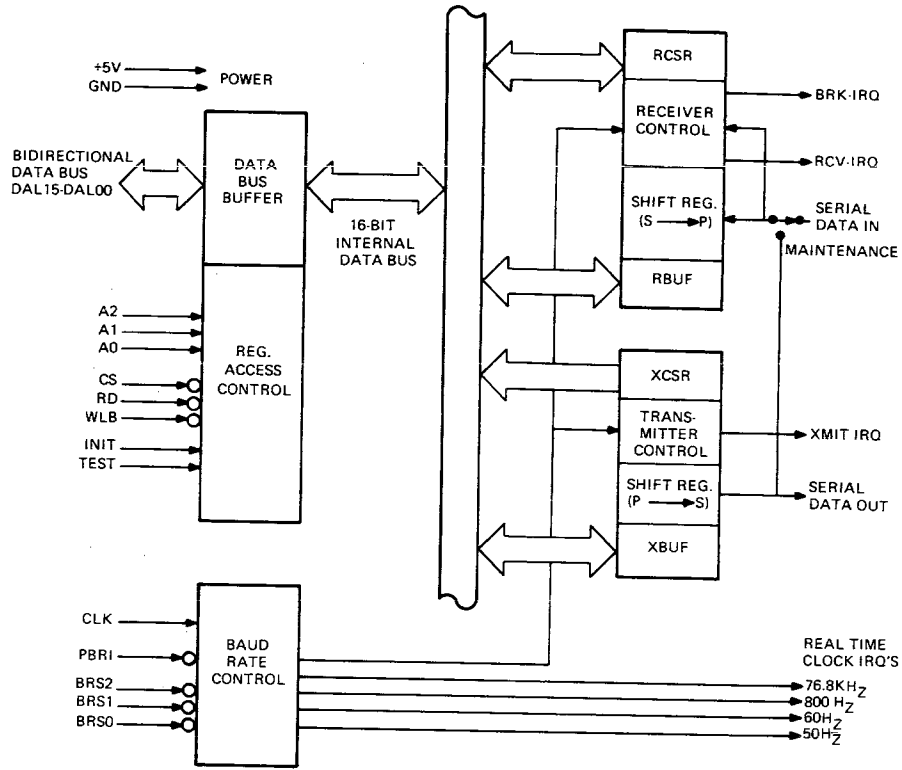 +5V
GND
POWER
BIDIRECTIONAL
DATA BUS
DAL15-DAL00
DATA
BUS
BUFFER
16-BIT
INTERNAL
DATA BUS
A2
A1
A0
CS
RD
WLB
INIT
TEST
REG.
ACCESS
CONTROL
RCSR
RECEIVER
CONTROL
SHIFT REG.
(S P)
RBUF
BRK-IRQ
RCV-IRQ
SERIAL
DATA IN
MAINTENANCE
XCSR
TRANS-
MITTER
CONTROL
SHIFT REG.
(P S)
XBUF
XMIT IRQ
SERIAL
DATA OUT
CLK
PBRI
BRS2
BRS1
BRS0
BAUD
RATE
CONTROL
REAL TIME
CLOCK IRQ'S
76.8KHZ
800 HZ
60HZ
50HZ